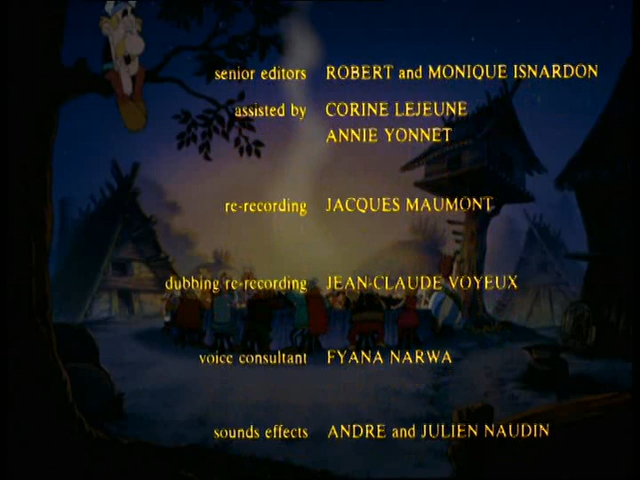 senior editors ROBERT and MONIQUE ISNARDON
assisted by CORINE LEJEUNE
ANNIE YONNET
re-recording JACQUES MAUMONT
dubbing re-recording JEAN-CLAUDE VOYEUX
voice consultant FYANA NARWA
sounds effects ANDRE and JULIEN NAUDIN